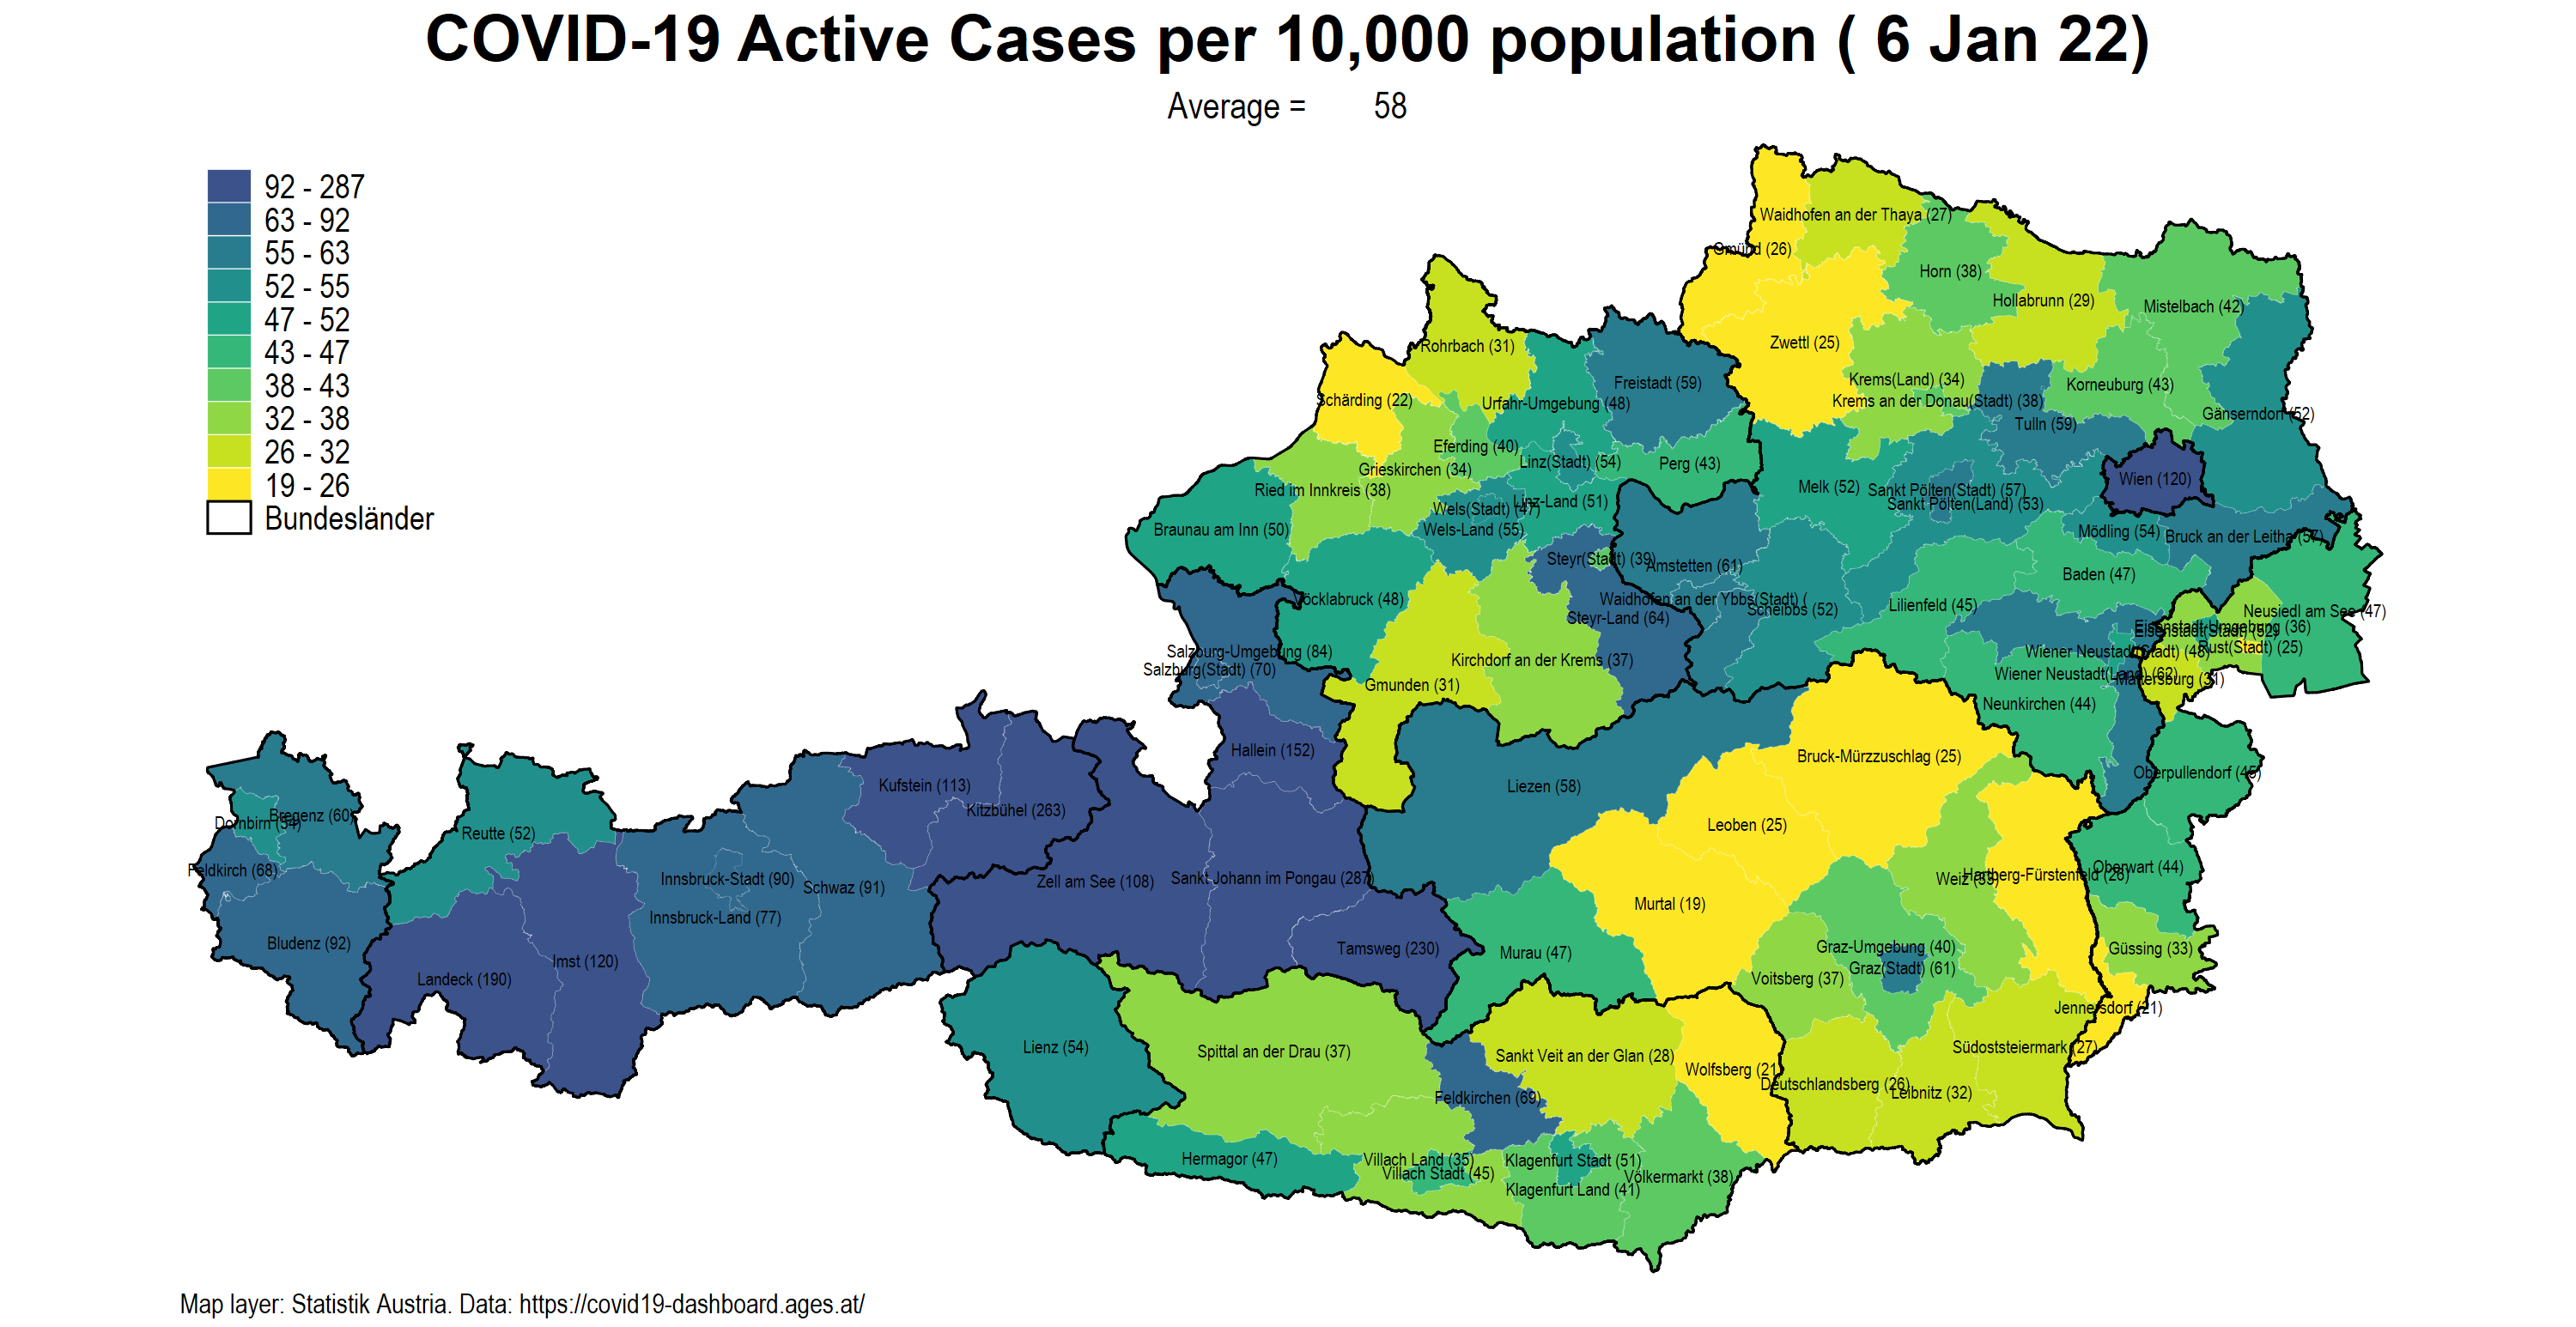 COVID-19 Active Cases per 10,000 population ( 6 Jan 22)
Average = 58
92 - 287
63 - 92
55 - 63
52 - 55
47 - 52
43 - 47
38 - 43
32 - 38
26 - 32
19 - 26
Bundesländer
Waidhofen an der Thaya (27)
Gmünd (26)
Horn (38)
Hollabrunn (29)
Mistelbach (42)
Zwettl (25)
Rohrbach (31)
Freistadt (59)
Krems(Land) (34)
Korneuburg (43)
Schärding (22)
Urfahr-Umgebung (48)
Krems an der Donau(Stadt) (38)
Gänserndorf (52)
Tulln (59)
Eferding (40)
Linz(Stadt) (54)
Perg (43)
Grieskirchen (34)
Wien (120)
Melk (52)
Ried im Innkreis (38)
Sankt Pölten(Stadt) (57)
Linz-Land (51)
Sankt Pölten(Land) (53)
Wels(Stadt) (47)
Braunau am Inn (50)
Wels-Land (55)
Mödling (54)
Bruck an der Leitha (57)
Steyr(Stadt) (39)
Amstetten (61)
Baden (47)
Vöcklabruck (48)
Waidhofen an der Ybbs(Stadt) (
Scheibbs (52)
Lilienfeld (45)
Neusiedl am See (47)
Steyr-Land (64)
Eisenstadt-Umgebung (36)
Eisenstadt(Stadt) (52)
Rust(Stadt) (25)
Salzburg-Umgebung (84)
Wiener Neustadt(Stadt) (48)
Kirchdorf an der Krems (37)
Salzburg(Stadt) (70)
Wiener Neustadt(Land) (62)
Mattersburg (31)
Gmunden (31)
Neunkirchen (44)
Hallein (152)
Bruck-Mürzzuschlag (25)
Oberpullendorf (45)
Kufstein (113)
Liezen (58)
Kitzbühel (263)
Bregenz (60)
Dornbirn (54)
Leoben (25)
Reutte (52)
Oberwart (44)
Feldkirch (68)
Innsbruck-Stadt (90)
Schwaz (91)
Zell am See (108)
Sankt Johann im Pongau (287)
Weiz (35)
Hartberg-Fürstenfeld (26)
Murtal (19)
Innsbruck-Land (77)
Bludenz (92)
Tamsweg (230)
Murau (47)
Graz-Umgebung (40)
Güssing (33)
Imst (120)
Graz(Stadt) (61)
Landeck (190)
Voitsberg (37)
Jennersdorf (21)
Lienz (54)
Spittal an der Drau (37)
Sankt Veit an der Glan (28)
Südoststeiermark (27)
Wolfsberg (21)
Deutschlandsberg (26)
Leibnitz (32)
Feldkirchen (69)
Hermagor (47)
Villach Land (35)
Klagenfurt Stadt (51)
Villach Stadt (45)
Völkermarkt (38)
Klagenfurt Land (41)
Map layer: Statistik Austria. Data: https://covid19-dashboard.ages.at/